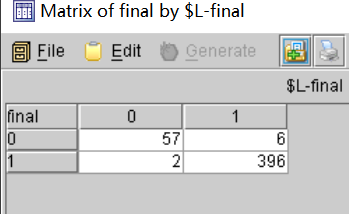 Matrix of final by $L-final
File Edit Generate
$L-final
final 0 1
0 57 6
1 2 396